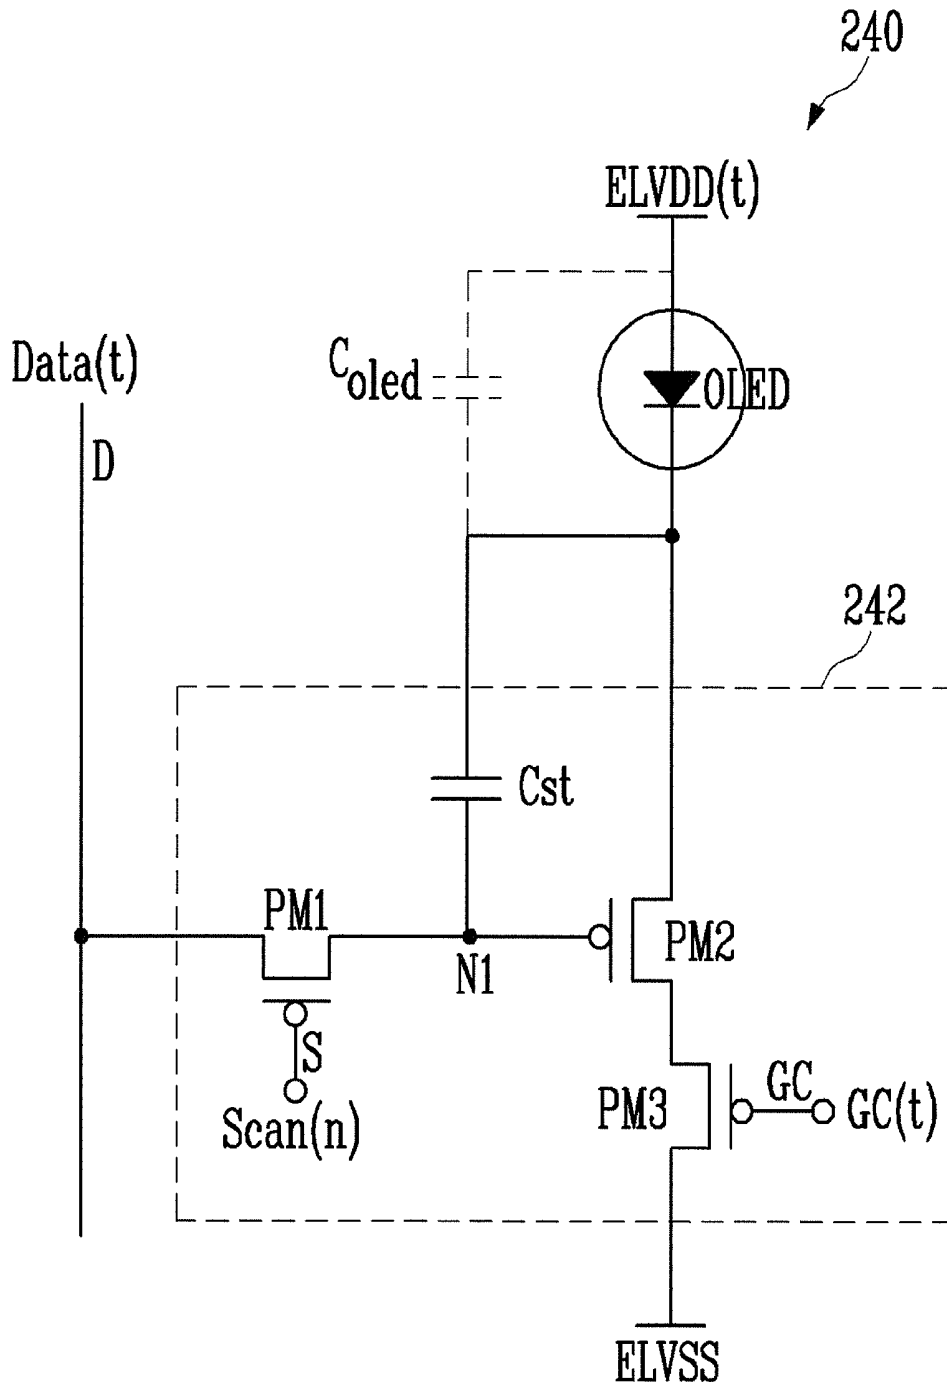 240
ELVDD(t)
Data(t)
Coled
OLED
D
242
Cst
PM1
PM2
N1
S
GC
PM3
GC(t)
Scan(n)
ELVSS